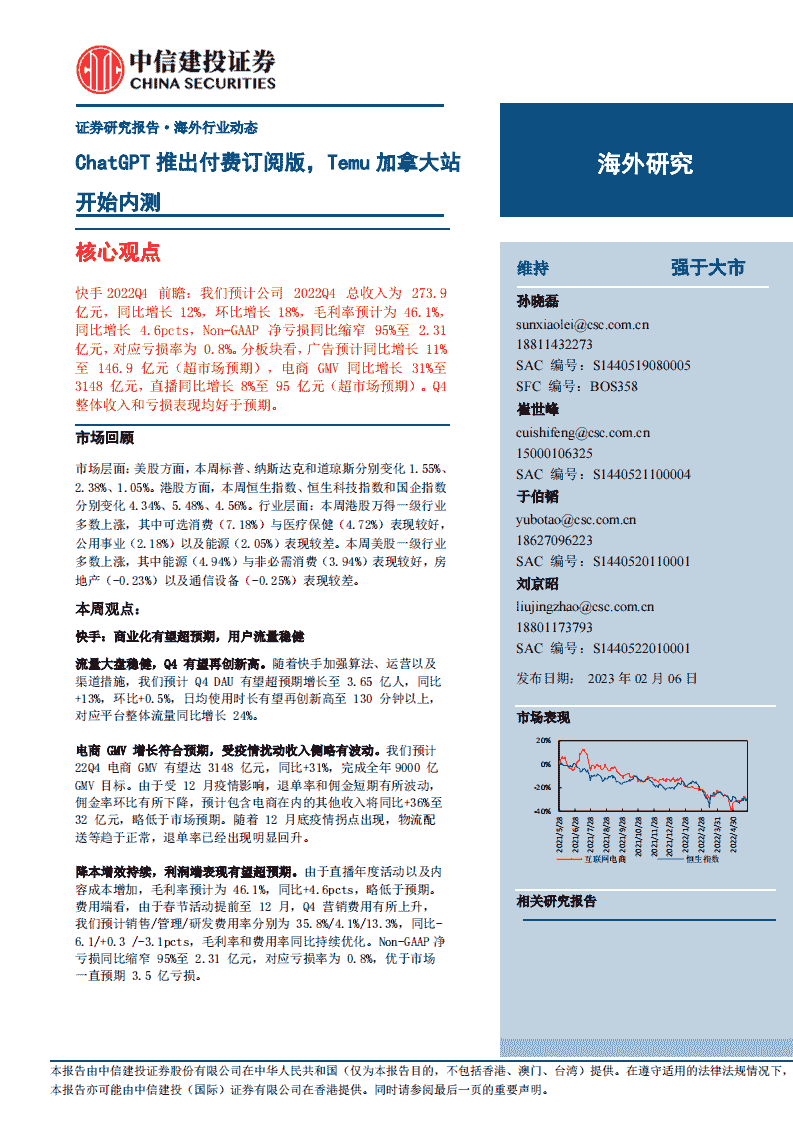 中信建投证券
CHINA SECURITIES
证券研究报告·海外行业动态
ChatGPT 推出付费订阅版，Temu 加拿大站
开始内测
核心观点
快手 2022Q4 前瞻：我们预计公司 2022Q4 总收入为 273.9
亿元，同比增长 12%，环比增长 18%，毛利率预计为 46.1%，
同比增长 4.6pcts，Non-GAAP 净亏损同比缩窄 95%至 2.31
亿元，对应亏损率为 0.8%。分板块看，广告预计同比增长 11%
至 146.9 亿元（超市场预期），电商 GMV 同比增长 31%至
3148 亿元，直播同比增长 8%至 95 亿元（超市场预期）。Q4
整体收入和亏损表现均好于预期。
市场回顾
市场层面：美股方面，本周标普、纳斯达克和道琼斯分别变化 1.55%、
2.38%、1.05%。港股方面，本周恒生指数、恒生科技指数和国企指数
分别变化 4.34%、5.48%、4.56%。行业层面：本周港股万得一级行业
多数上涨，其中可选消费（7.18%）与医疗保健（4.72%）表现较好，
公用事业（2.18%）以及能源（2.05%）表现较差。本周美股一级行业
多数上涨，其中能源（4.94%）与非必需消费（3.94%）表现较好，房
地产（-0.23%）以及通信设备（-0.25%）表现较差。
本周观点：
快手：商业化有望超预期，用户流量稳健
流量大盘稳健，Q4 有望再创新高。随着快手加强算法、运营以及
渠道措施，我们预计 Q4 DAU 有望超预期增长至 3.65 亿人，同比
+13%，环比+0.5%，日均使用时长有望再创新高至 130 分钟以上，
对应平台整体流量同比增长 24%。
电商 GMV 增长符合预期，受疫情扰动收入侧略有波动。我们预计
22Q4 电商 GMV 有望达 3148 亿元，同比+31%，完成全年 9000 亿
GMV 目标。由于受 12 月疫情影响，退单率和佣金短期有所波动，
佣金率环比有所下降，预计包含电商在内的其他收入将同比+36%至
32 亿元，略低于市场预期。随着 12 月底疫情拐点出现，物流配
送等趋于正常，退单率已经出现明显回升。
降本增效持续，利润端表现有望超预期。由于直播年度活动以及内
容成本增加，毛利率预计为 46.1%，同比+4.6pcts，略低于预期。
费用端看，由于春节活动提前至 12 月，Q4 营销费用有所上升，
我们预计销售/管理/研发费用率分别为 35.8%/4.1%/13.3%，同比-
6.1/+0.3 /-3.1pcts，毛利率和费用率同比持续优化。Non-GAAP 净
亏损同比缩窄 95%至 2.31 亿元，对应亏损率为 0.8%，优于市场
一直预期 3.5 亿亏损。
海外研究
维持 强于大市
孙晓磊
sunxiaolei@csc.com.cn
18811432273
SAC 编号：S1440519080005
SFC 编号：BOS358
崔世峰
cuishifeng@csc.com.cn
15000106325
SAC 编号：S1440521100004
于伯韬
yubotao@csc.com.cn
18627096223
SAC 编号：S1440520110001
刘京昭
liujingzhao@csc.com.cn
18801173793
SAC 编号：S1440522010001
发布日期： 2023 年 02 月 06 日
市场表现
20%
0%
-20%
-40%
2021/5/28
2021/6/28
2021/7/28
2021/8/28
2021/9/28
2021/10/28
2021/11/28
2021/12/28
2022/1/28
2022/2/28
2022/3/31
2022/4/30
互联网电商 恒生指数
相关研究报告
本报告由中信建投证券股份有限公司在中华人民共和国（仅为本报告目的，不包括香港、澳门、台湾）提供。在遵守适用的法律法规情况下，
本报告亦可能由中信建投（国际）证券有限公司在香港提供。同时请参阅最后一页的重要声明。